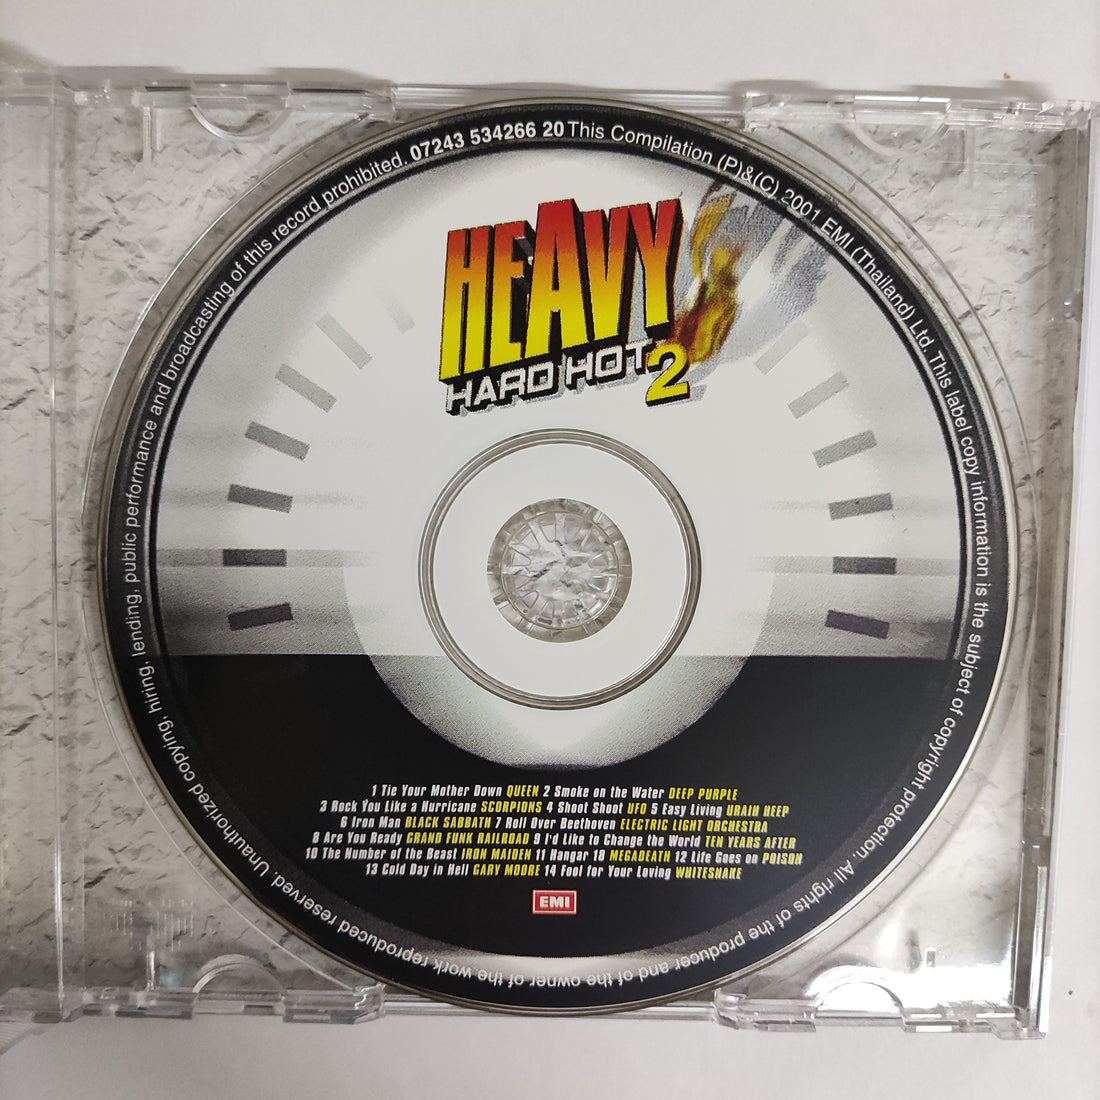 07243 534266 20 This Compilation (P)&(C) 2001 EMI (Thailand) Ltd. This label copy information is the subject of copyright protection. All rights of the producer and of the owner of the work reproduced reserved. Unauthorized copying, hiring, lending, public performance and broadcasting of this record prohibited.
HEAVY
HARD HOT 2
1 Tie Your Mother Down QUEEN 2 Smoke on the Water DEEP PURPLE
3 Rock You Like a Hurricane SCORPIONS 4 Shoot Shoot UFO 5 Easy Living URAIN HEEP
6 Iron Man BLACK SABBATH 7 Roll Over Beethoven ELECTRIC LIGHT ORCHESTRA
8 Are You Ready GRAND FUNK RAILROAD 9 I'd Like to Change the World TEN YEARS AFTER
10 The Number of the Beast IRON MAIDEN 11 Hangar 18 MEGADEATH 12 Life Goes on POISON
13 Cold Day in Hell GARY MOORE 14 Fool for Your Loving WHITESNAKE
EMI